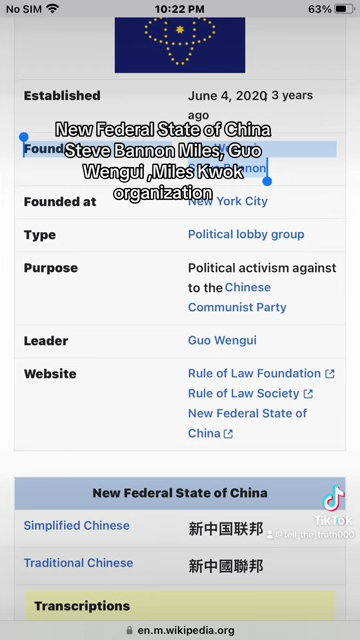 No SIM 10:22 PM 63%
Established June 4, 2020; 3 years
ago
New Federal State of China
Steve Bannon Miles, Guo
Wengui ,Miles Kwok
organization
Bannon
Founded at New York City
Type Political lobby group
Purpose Political activism against
to the Chinese
Communist Party
Leader Guo Wengui
Website Rule of Law Foundation
Rule of Law Society
New Federal State of
China
New Federal State of China
Simplified Chinese 新中国联邦
TikTok
@tell_the_truth000
Traditional Chinese 新中國聯邦
Transcriptions
en.m.wikipedia.org